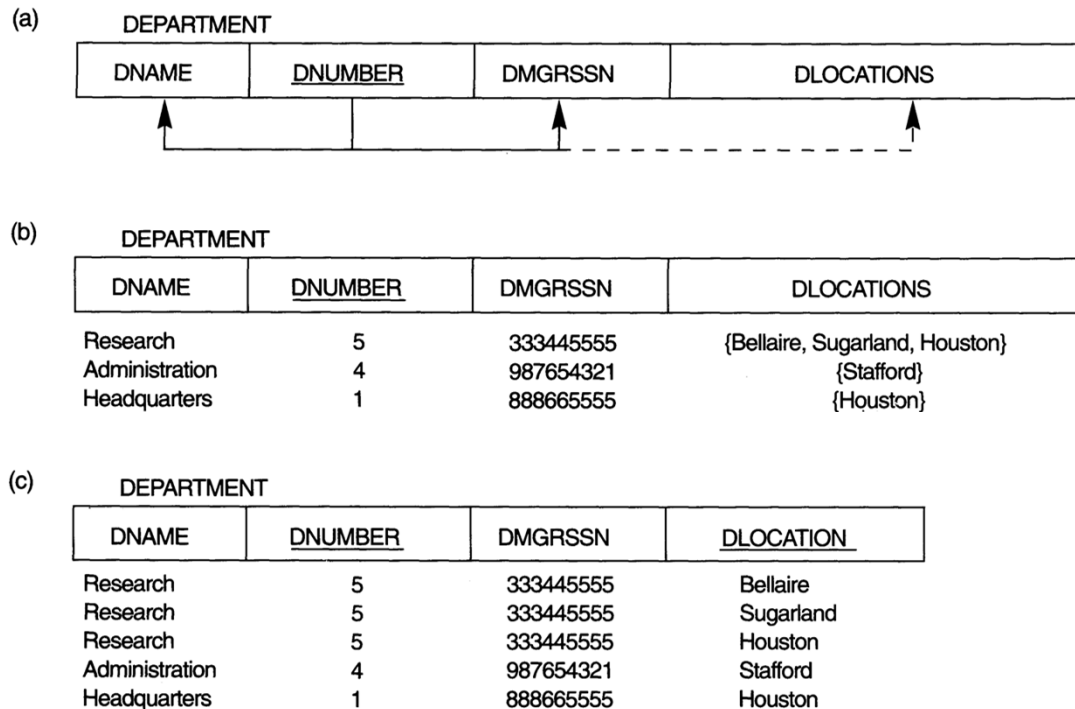 (a)
DEPARTMENT
DNAME DNUMBER DMGRSSN DLOCATIONS
(b)
DEPARTMENT
DNAME DNUMBER DMGRSSN DLOCATIONS
Research 5 333445555 {Bellaire, Sugarland, Houston}
Administration 4 987654321 {Stafford}
Headquarters 1 888665555 {Houston}
(c)
DEPARTMENT
DNAME DNUMBER DMGRSSN DLOCATION
Research 5 333445555 Bellaire
Research 5 333445555 Sugarland
Research 5 333445555 Houston
Administration 4 987654321 Stafford
Headquarters 1 888665555 Houston